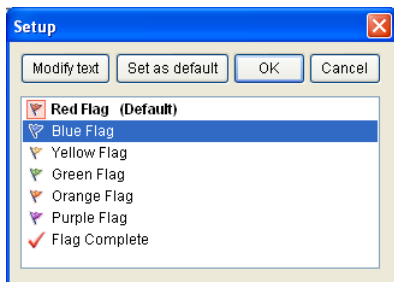 Setup
Modify text Set as default OK Cancel
Red Flag (Default)
Blue Flag
Yellow Flag
Green Flag
Orange Flag
Purple Flag
Flag Complete